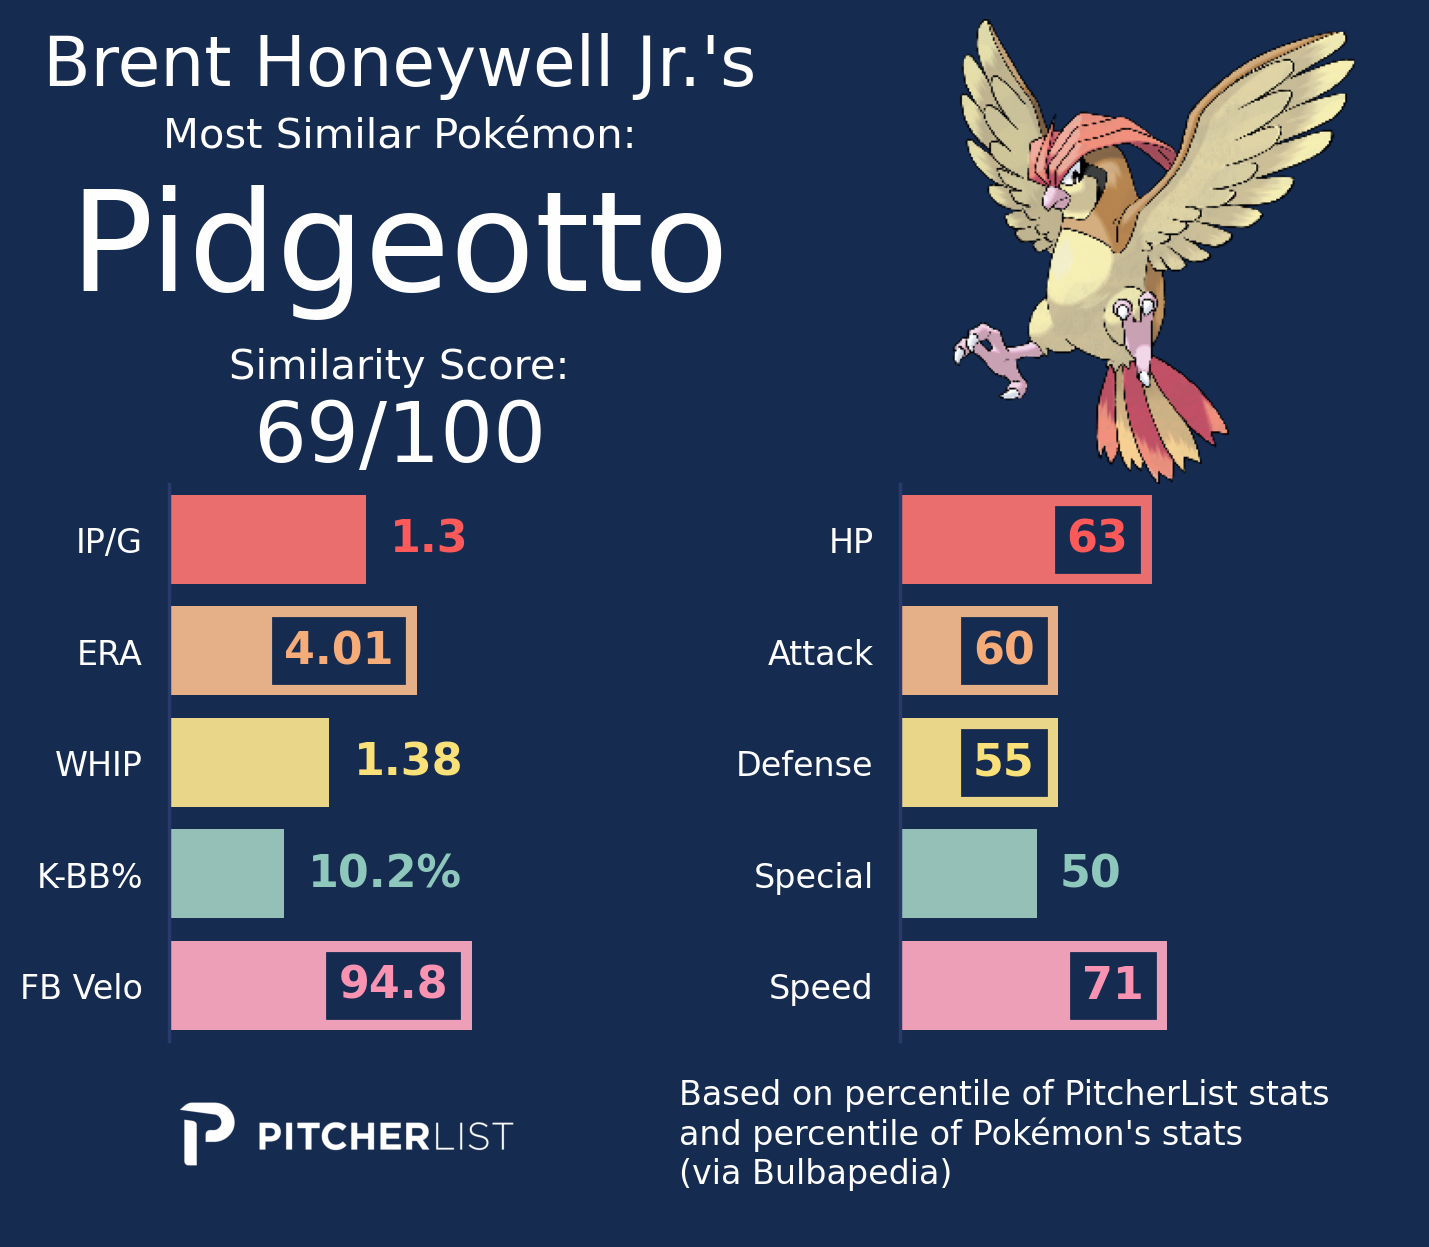 Brent Honeywell Jr.'s
Most Similar Pokémon:
Pidgeotto
Similarity Score:
69/100
IP/G 1.3
ERA 4.01
WHIP 1.38
K-BB% 10.2%
FB Velo 94.8
HP 63
Attack 60
Defense 55
Special 50
Speed 71
PITCHERLIST
Based on percentile of PitcherList stats
and percentile of Pokémon's stats
(via Bulbapedia)